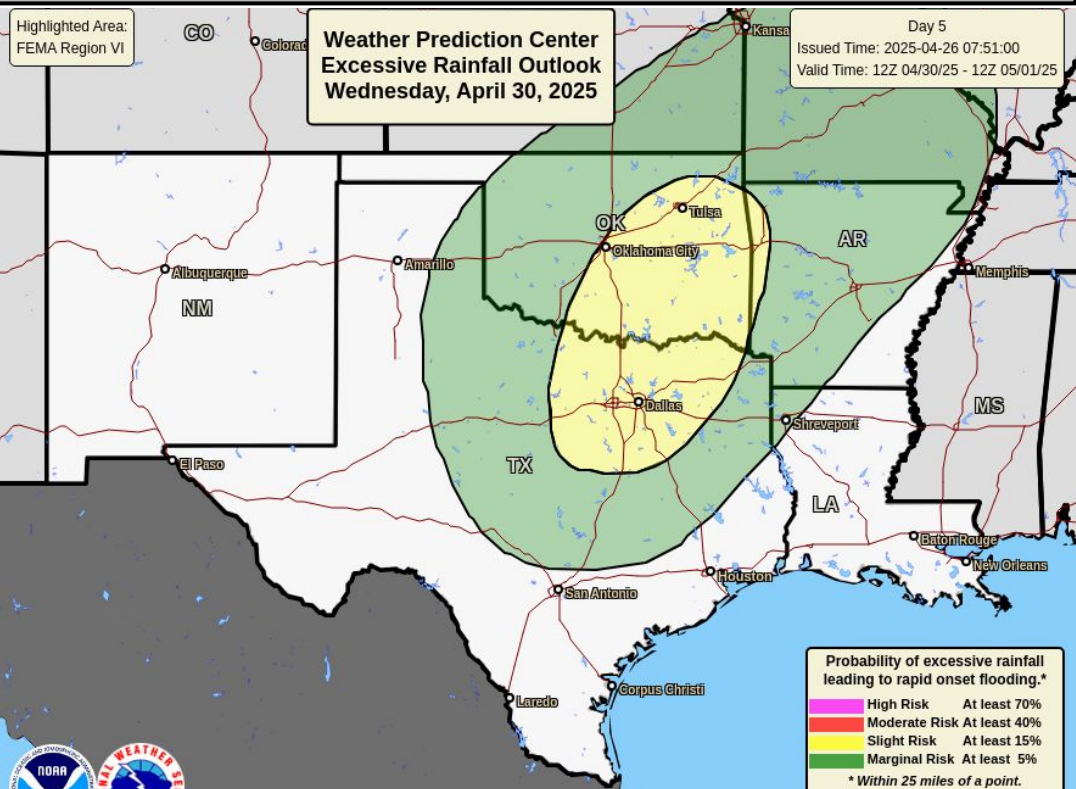 Highlighted Area:
FEMA Region VI
Weather Prediction Center
Excessive Rainfall Outlook
Wednesday, April 30, 2025
Day 5
Issued Time: 2025-04-26 07:51:00
Valid Time: 12Z 04/30/25 - 12Z 05/01/25
CO
Colorad
Kansa
Tulsa
OK
Oklahoma City
AR
Amarillo
Albuquerque
Memphis
NM
Dallas
MS
Shreveport
TX
El Paso
LA
Baton Rouge
New Orleans
Houston
San Antonio
Corpus Christi
Laredo
Probability of excessive rainfall
leading to rapid onset flooding.*
High Risk At least 70%
Moderate Risk At least 40%
Slight Risk At least 15%
Marginal Risk At least 5%
* Within 25 miles of a point.
NOAA
NAL WEATHER SE